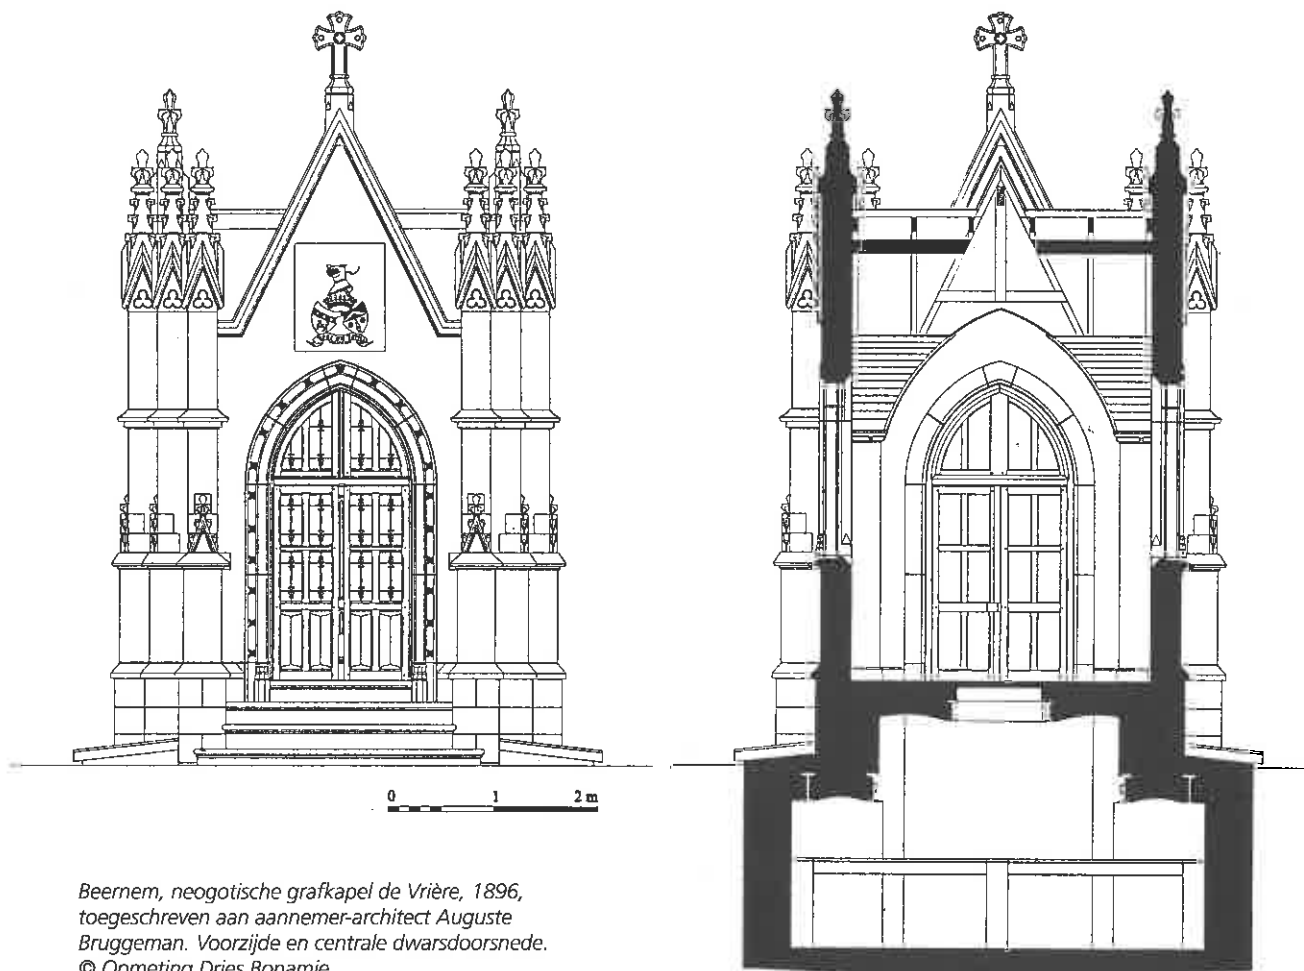 0 1 2 m
Beernem, neogotische grafkapel de Vrière, 1896,
toegeschreven aan aannemer-architect Auguste
Bruggeman. Voorzijde en centrale dwarsdoorsnede.
© Opmeting Dries Bonamie